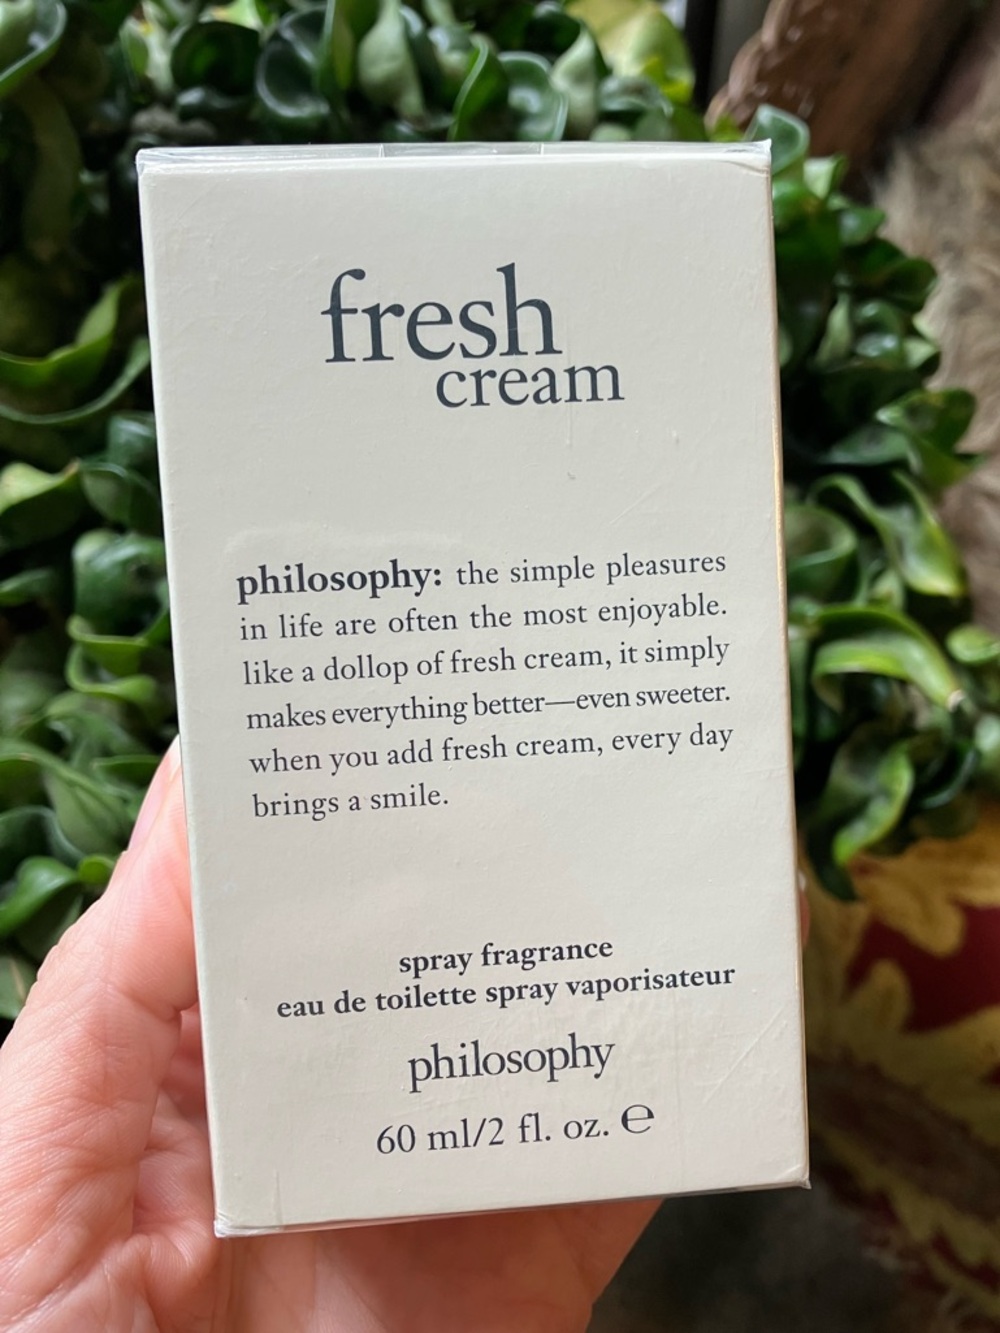 fresh
cream
philosophy: the simple pleasures
in life are often the most enjoyable.
like a dollop of fresh cream, it simply
makes everything better—even sweeter.
when you add fresh cream, every day
brings a smile.
spray fragrance
eau de toilette spray vaporisateur
philosophy
60 ml/2 fl. oz. ℮